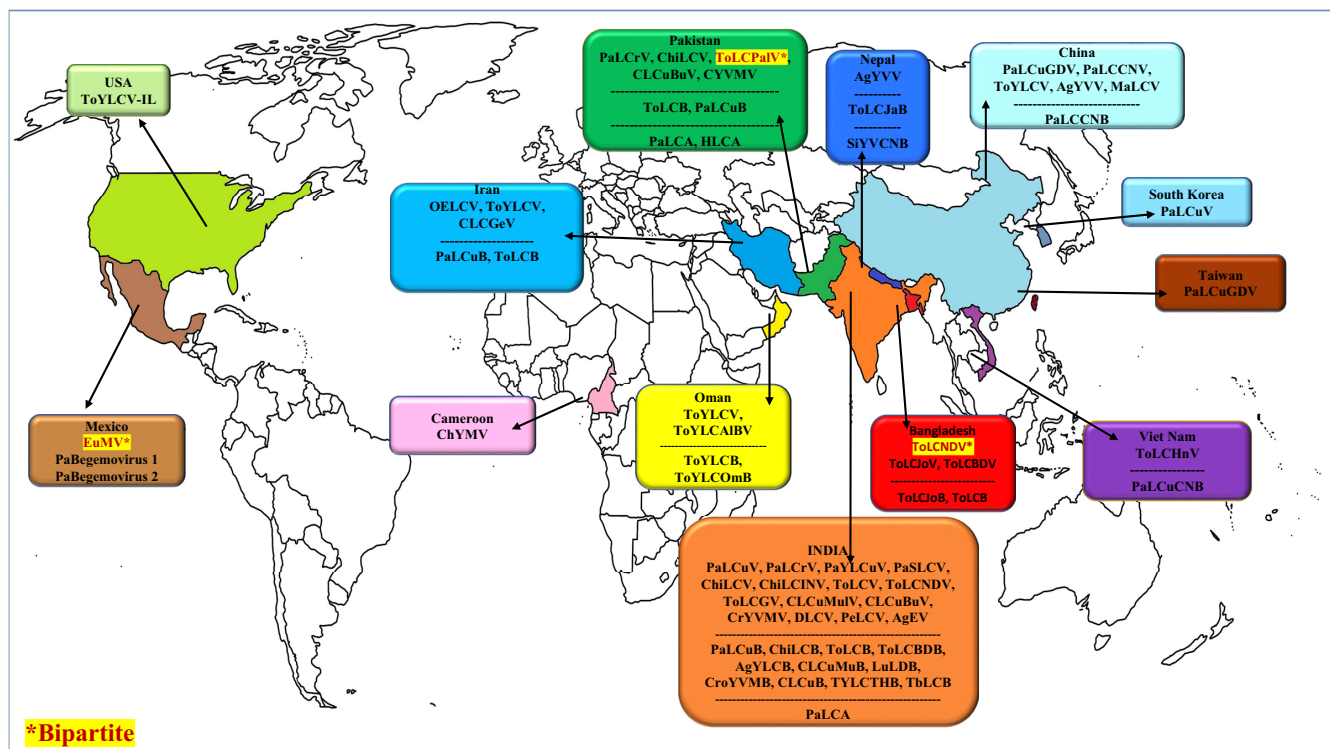 USA
ToYLCV-IL
Pakistan
PaLCrV, ChiLCV, ToLCPalV*,
CLCuBuV, CYVMV
---------------------------------------
ToLCB, PaLCuB
---------------------------------------
PaLCA, HLCA
Nepal
AgYVV
-----------
ToLCJaB
----------
SiYVCNB
China
PaLCuGDV, PaLCCNV,
ToYLCV, AgYVV, MaLCV
--------------------------
PaLCCNB
Iran
OELCV, ToYLCV,
CLCGeV
---------------------
PaLCuB, ToLCB
South Korea
PaLCuV
Taiwan
PaLCuGDV
Mexico
EuMV*
PaBegemovirus 1
PaBegemovirus 2
Cameroon
ChYMV
Oman
ToYLCV,
ToYLCAlBV
--------------------------
ToYLCB,
ToYLCOmB
Bangladesh
ToLCNDV*
ToLCJoV, ToLCBDV
-------------------------
ToLCJoB, ToLCB
Viet Nam
ToLCHnV
----------------
PaLCuCNB
INDIA
PaLCuV, PaLCrV, PaYLCuV, PaSLCV,
ChiLCV, ChiLCINV, ToLCV, ToLCNDV,
ToLCGV, CLCuMulV, CLCuBuV,
CrYVMV, DLCV, PeLCV, AgEV
-----------------------------------------------------
PaLCuB, ChiLCB, ToLCB, ToLCBDB,
AgYLCB, CLCuMuB, LuLDB,
CroYVMB, CLCuB, TYLCTHB, TbLCB
-----------------------------------------------------
PaLCA
*Bipartite